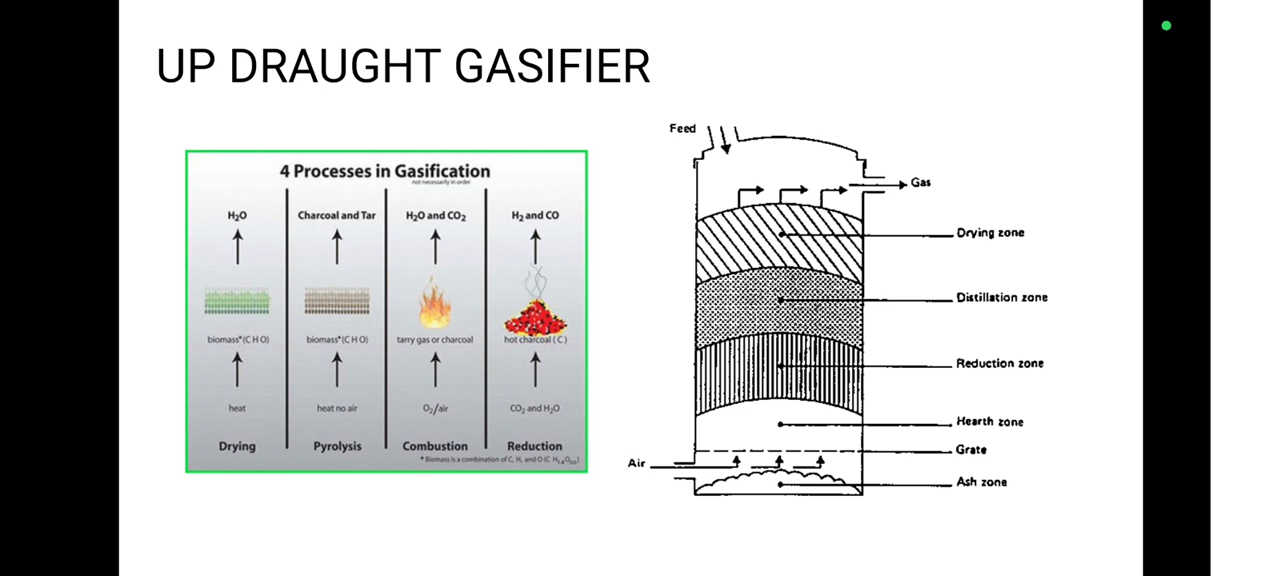 UP DRAUGHT GASIFIER
4 Processes in Gasification
not necessarily in order
H₂O
Charcoal and Tar
H₂O and CO₂
H₂ and CO
biomass*(C H O)
biomass*(C H O)
tarry gas or charcoal
hot charcoal (C)
heat
heat no air
O₂/air
CO₂ and H₂O
Drying
Pyrolysis
Combustion
Reduction
* Biomass is a combination of C, H, and O
Feed
Gas
Drying zone
Distillation zone
Reduction zone
Hearth zone
Grate
Air
Ash zone